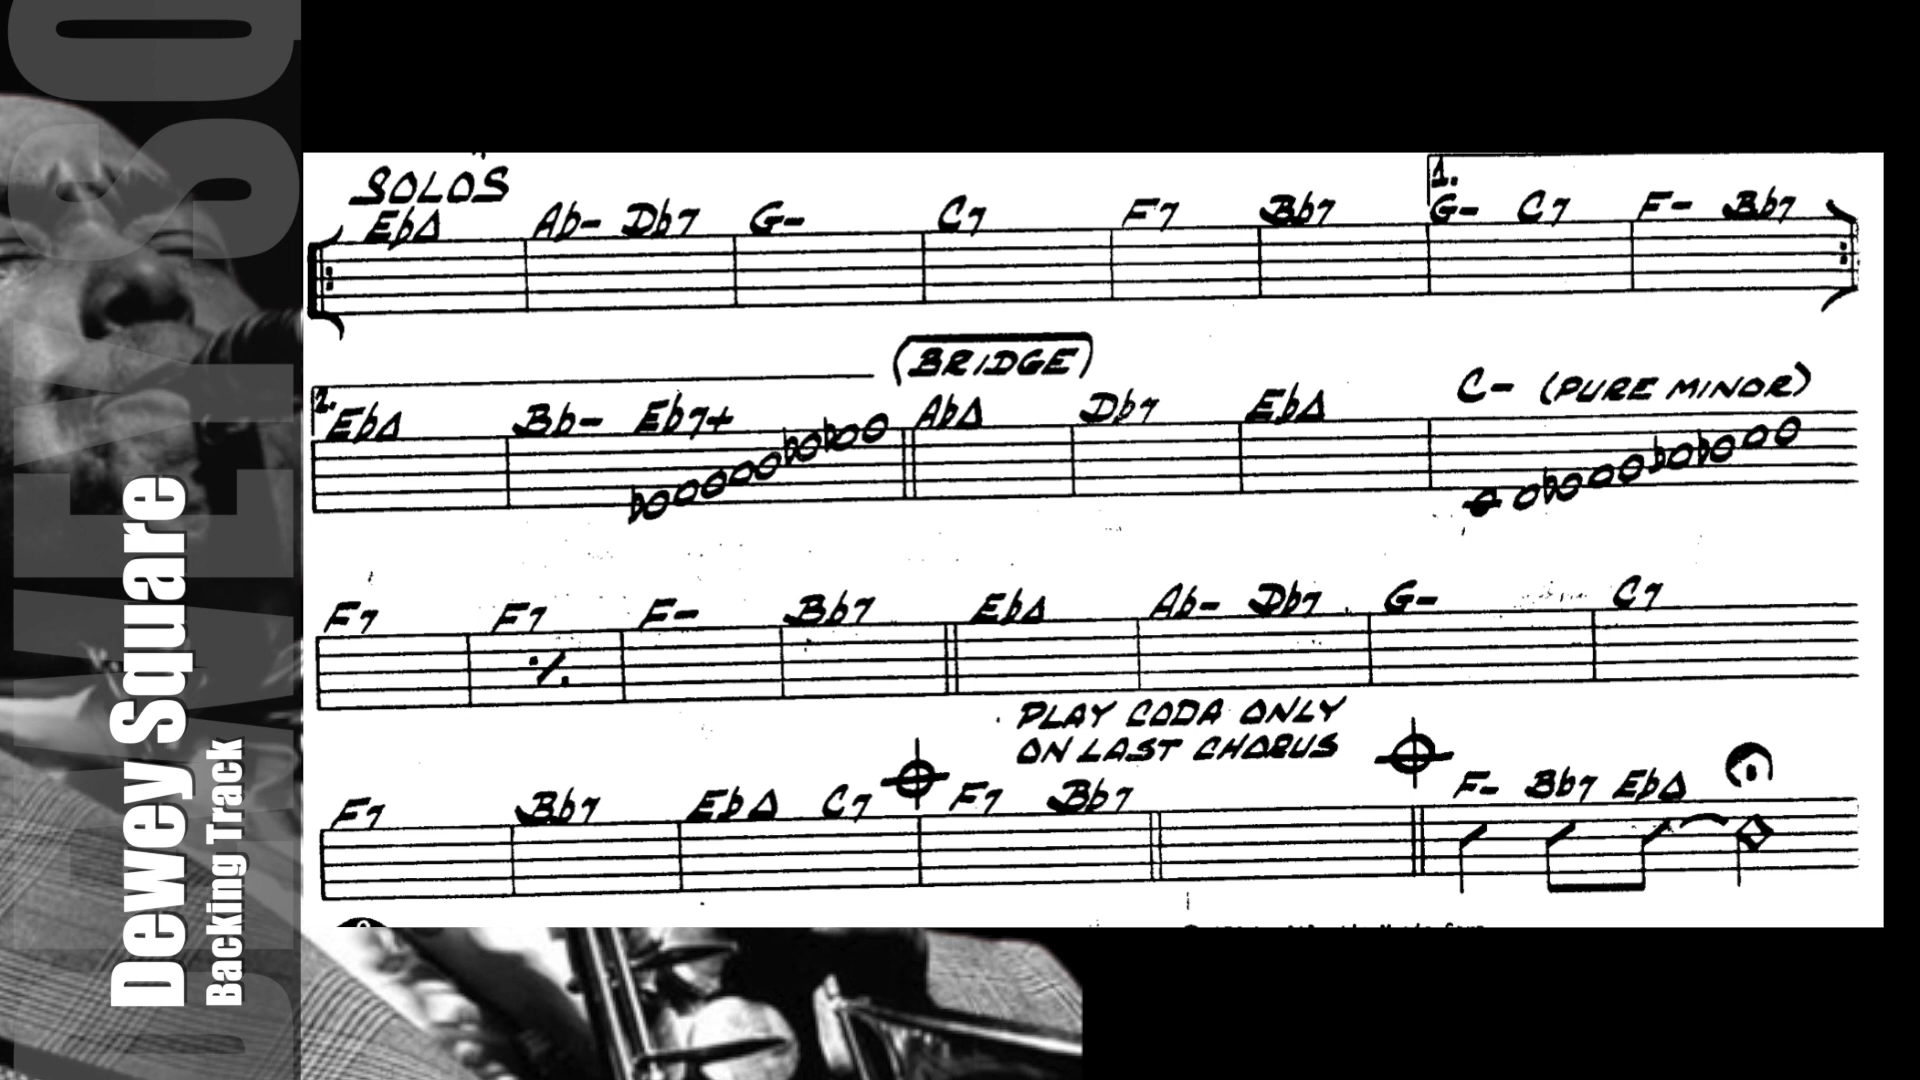 DEWEY SQ
Dewey Square
Backing Track
SOLOS
1.
EbΔ Ab- Db7 G- C7 F7 Bb7 G- C7 F- Bb7
(BRIDGE)
2.
C- (PURE MINOR)
EbΔ Bb- Eb7+ AbΔ Db7 EbΔ
F7 F7 F- Bb7 EbΔ Ab- Db7 G- C7
PLAY CODA ONLY
ON LAST CHORUS
F7 Bb7 EbΔ C7 F7 Bb7 F- Bb7 EbΔ